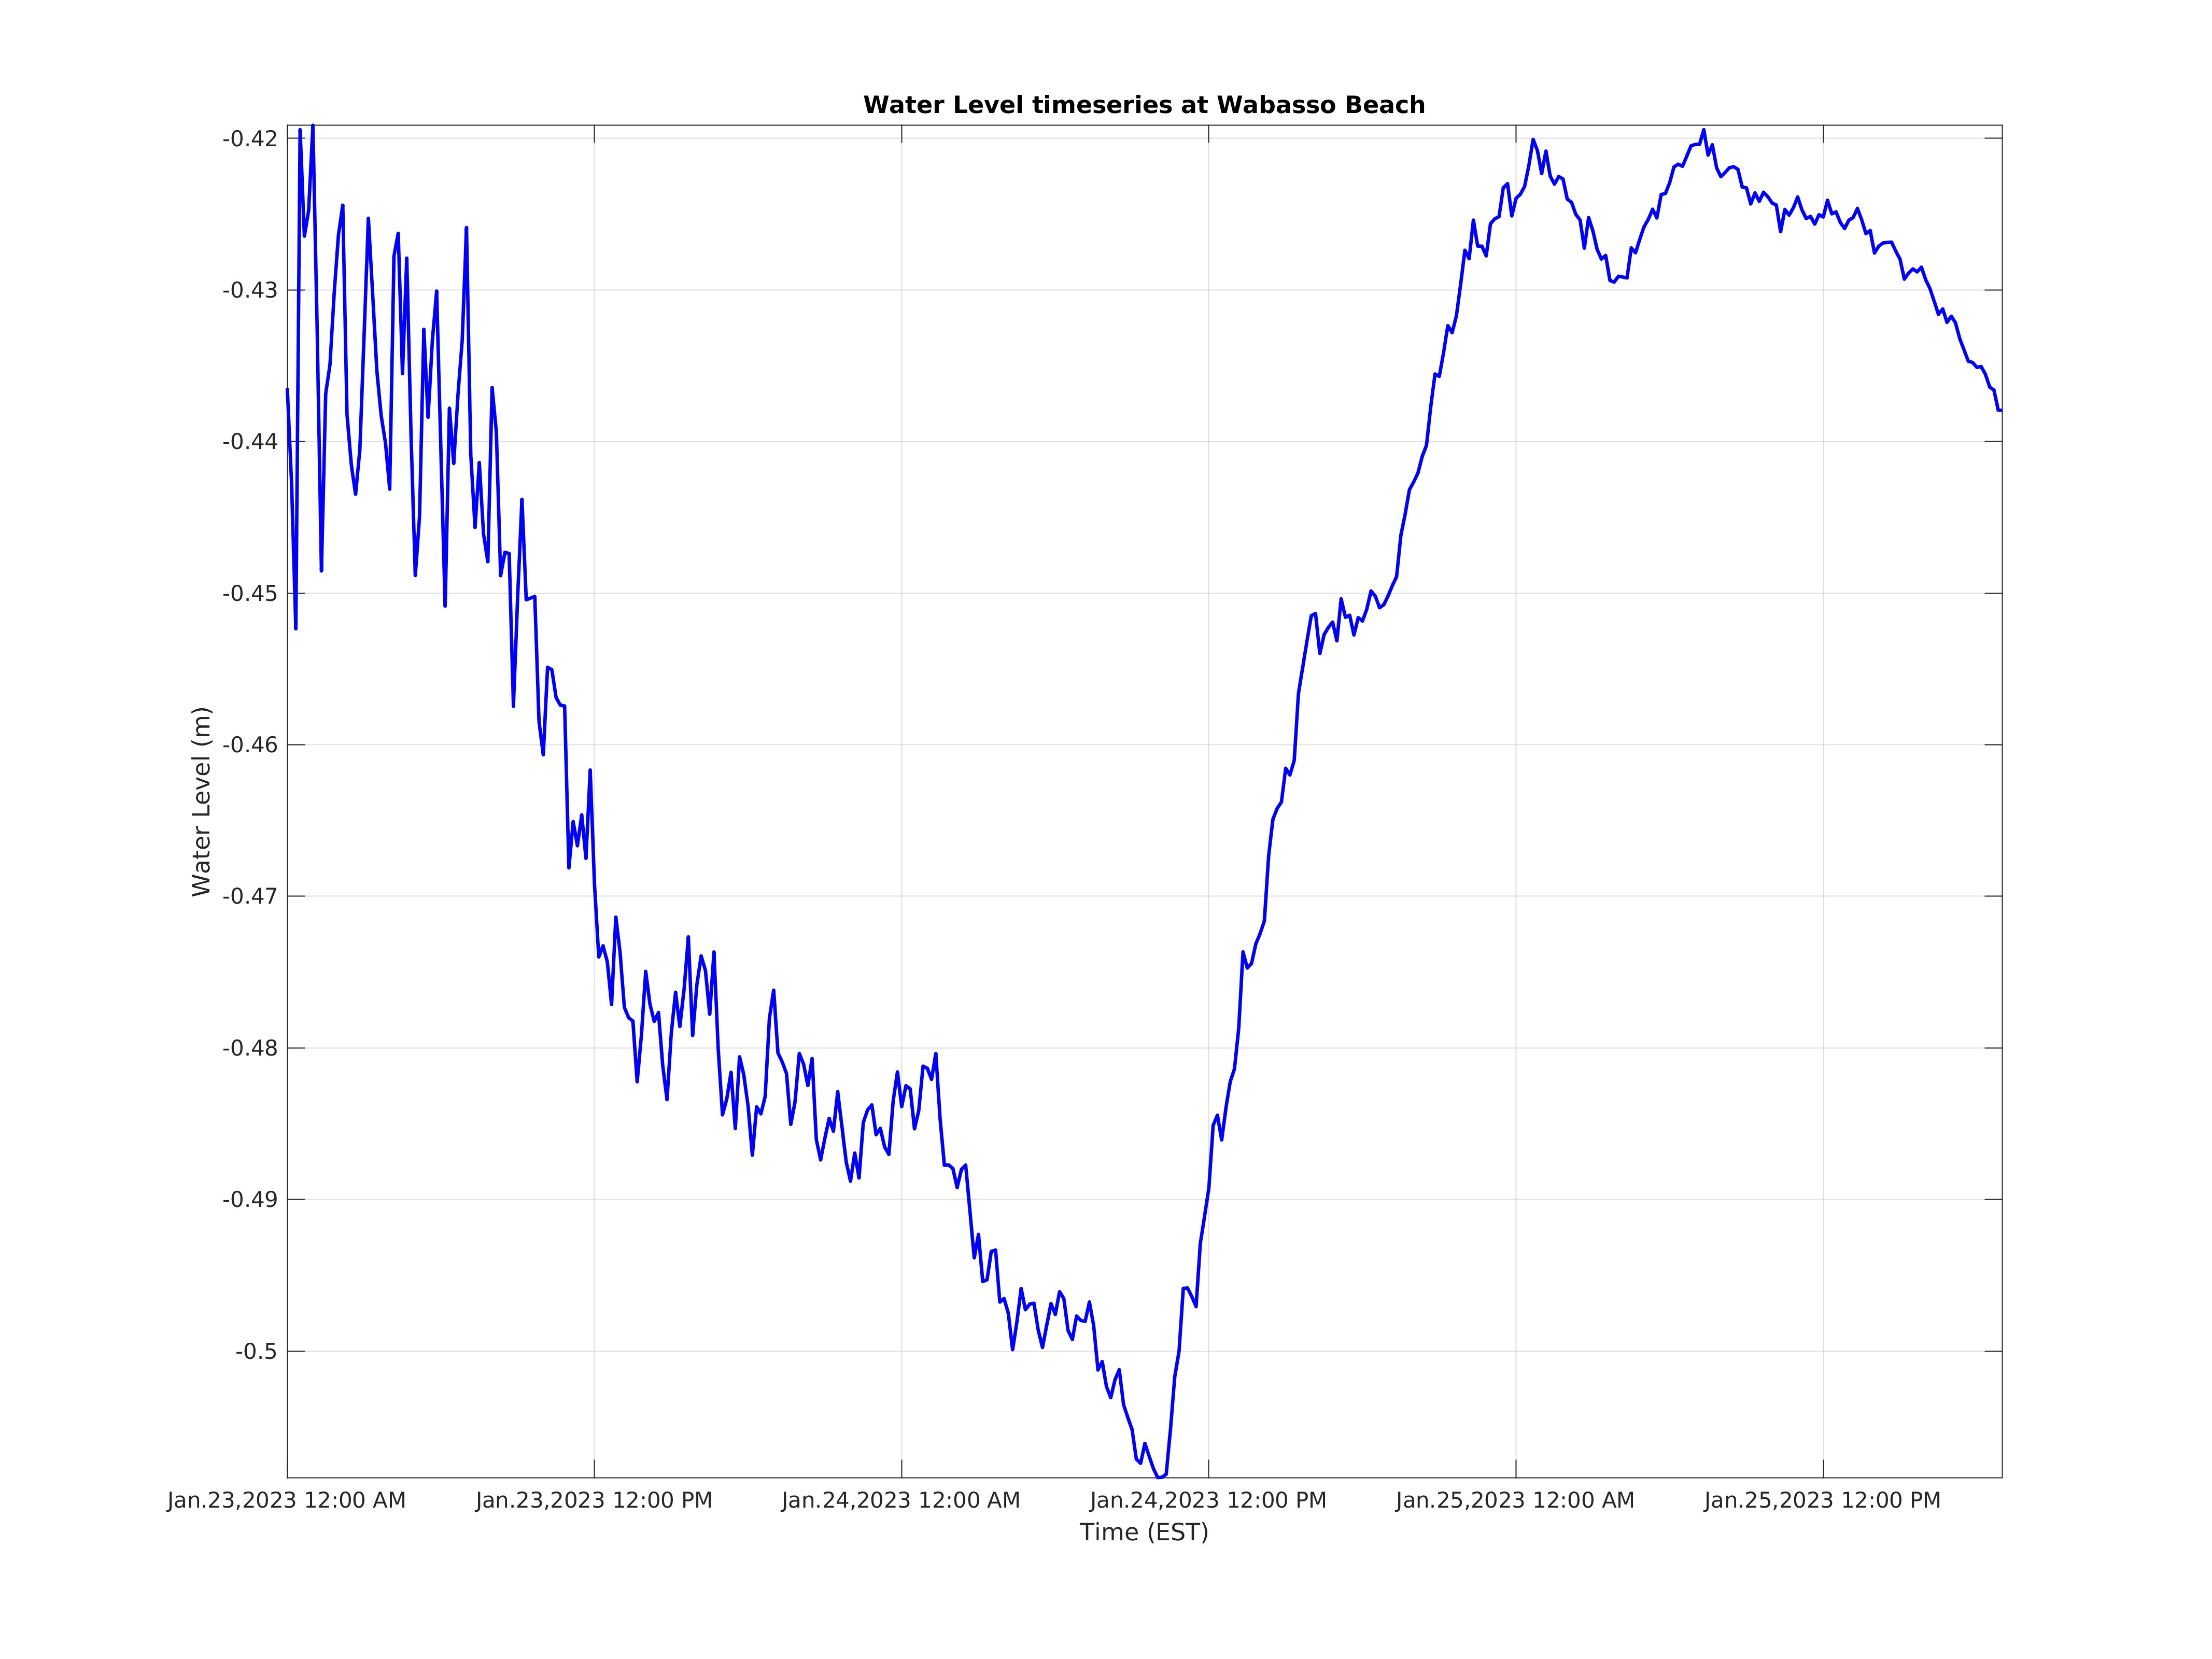 Water Level timeseries at Wabasso Beach
-0.42
-0.43
-0.44
-0.45
-0.46
-0.47
-0.48
-0.49
-0.5
Water Level (m)
Jan.23,2023 12:00 AM Jan.23,2023 12:00 PM Jan.24,2023 12:00 AM Jan.24,2023 12:00 PM Jan.25,2023 12:00 AM Jan.25,2023 12:00 PM
Time (EST)